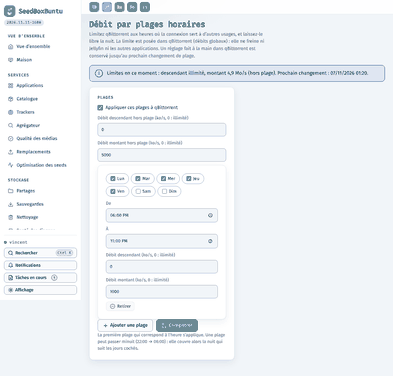 SeedBoxBuntu
VUE D'ENSEMBLE
Vue d'ensemble
Maison
SERVICES
Applications
Catalogue
Trackers
Agrégateur
Qualité des médias
Remplacements
Optimisation des seeds
STOCKAGE
Partages
Sauvegardes
Nettoyage
vincent
Rechercher
Ctrl K
Notifications
Tâches en cours
Affichage
Débit par plages horaires
Limites qBittorrent aux heures où la connexion sert à d'autres usages, et laissez-le
libre la nuit. La limite est posée dans qBittorrent (débits globaux) : elle ne freine ni
Jellyfin ni les autres applications. Un réglage fait à la main dans qBittorrent est
conservé jusqu'au prochain changement de plage.
Limites en ce moment : descendant illimité, montant 4,9 Mo/s (hors plage). Prochain changement : 07/11/2026 01:20.
PLAGES
Appliquer ces plages à qBittorrent
Débit descendant hors plage (ko/s, 0 : illimité)
0
Débit montant hors plage (ko/s, 0 : illimité)
5000
Lun
Mar
Mer
Jeu
Ven
Sam
Dim
De
06:00 PM
À
11:00 PM
Débit descendant (ko/s, 0 : illimité)
0
Débit montant (ko/s, 0 : illimité)
1000
Retirer
+ Ajouter une plage
Enregistrer
La première plage qui correspond à l'heure s'applique. Une plage
peut passer minuit (22:00 → 06:00) : elle couvre alors la nuit qui
suit les jours cochés.